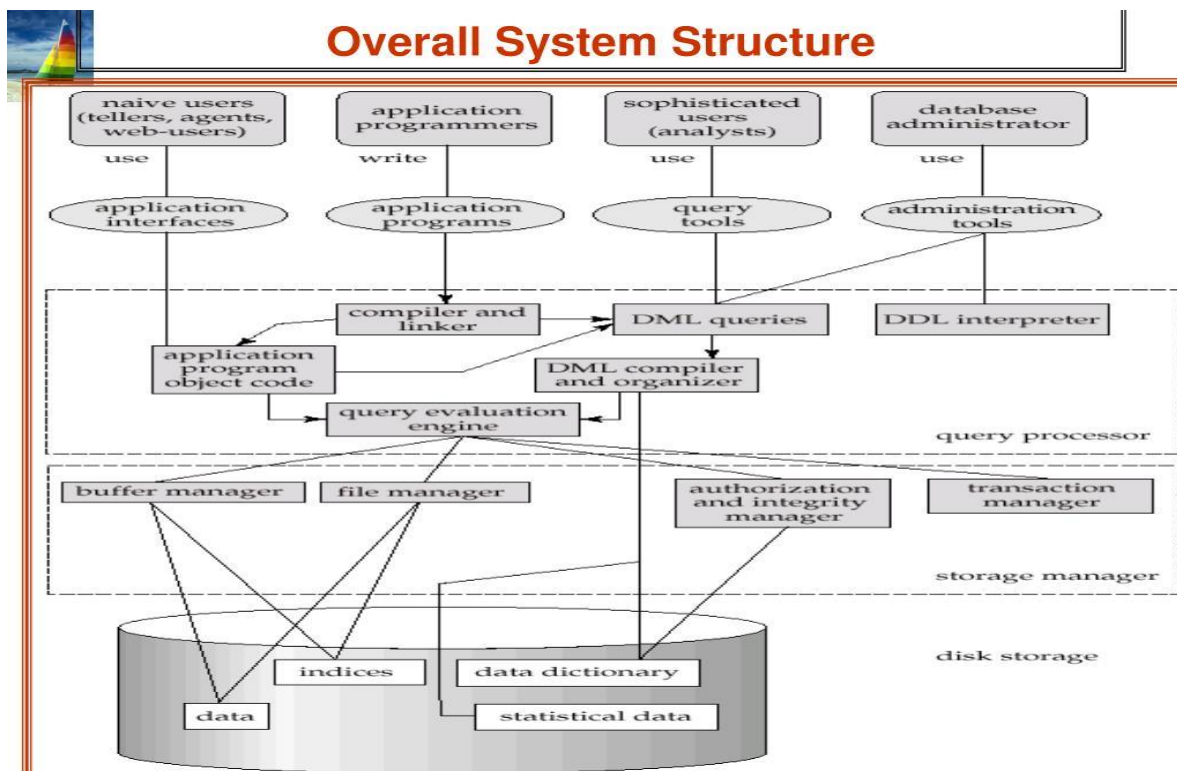 Overall System Structure
naive users
(tellers, agents,
web-users)
application
programmers
sophisticated
users
(analysts)
database
administrator
use
write
use
use
application
interfaces
application
programs
query
tools
administration
tools
compiler and
linker
DML queries
DDL interpreter
application
program
object code
DML compiler
and organizer
query evaluation
engine
query processor
buffer manager
file manager
authorization
and integrity
manager
transaction
manager
storage manager
disk storage
indices
data dictionary
data
statistical data